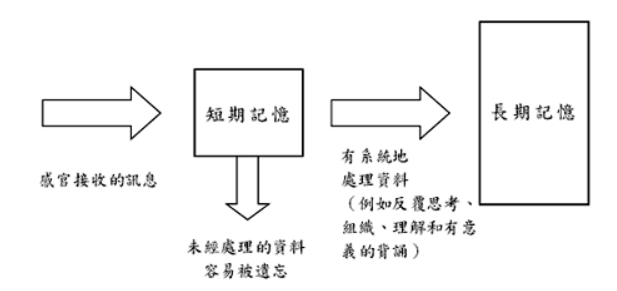 感官接收的訊息
短期記憶
未經處理的資料
容易被遺忘
有系統地
處理資料
（例如反覆思考、
組織、理解和有意
義的背誦）
長期記憶